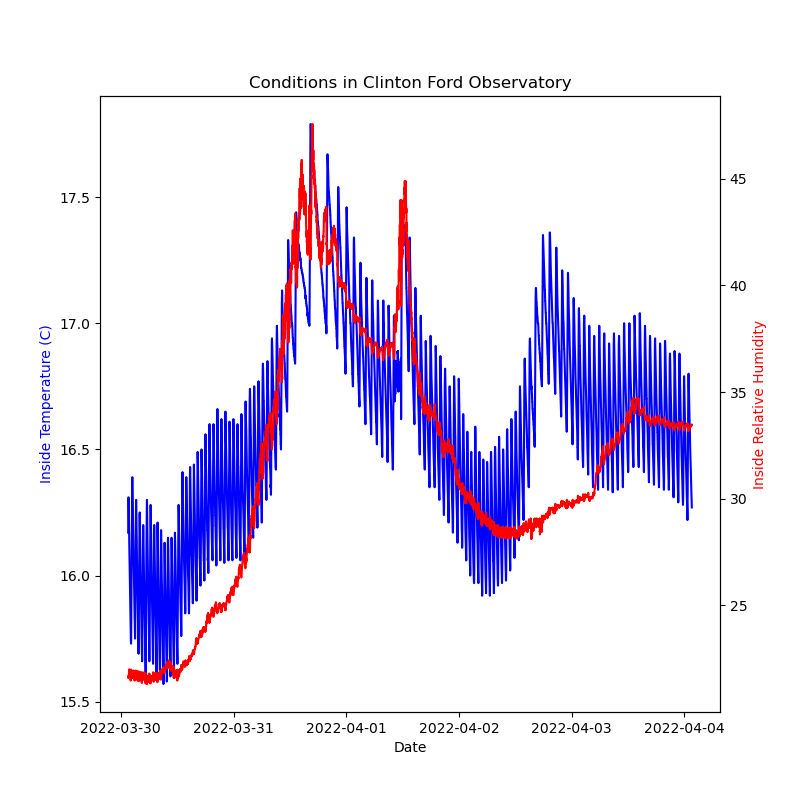 Conditions in Clinton Ford Observatory
Inside Temperature (C)
17.5
17.0
16.5
16.0
15.5
45
40
35
30
25
Inside Relative Humidity
2022-03-30 2022-03-31 2022-04-01 2022-04-02 2022-04-03 2022-04-04
Date